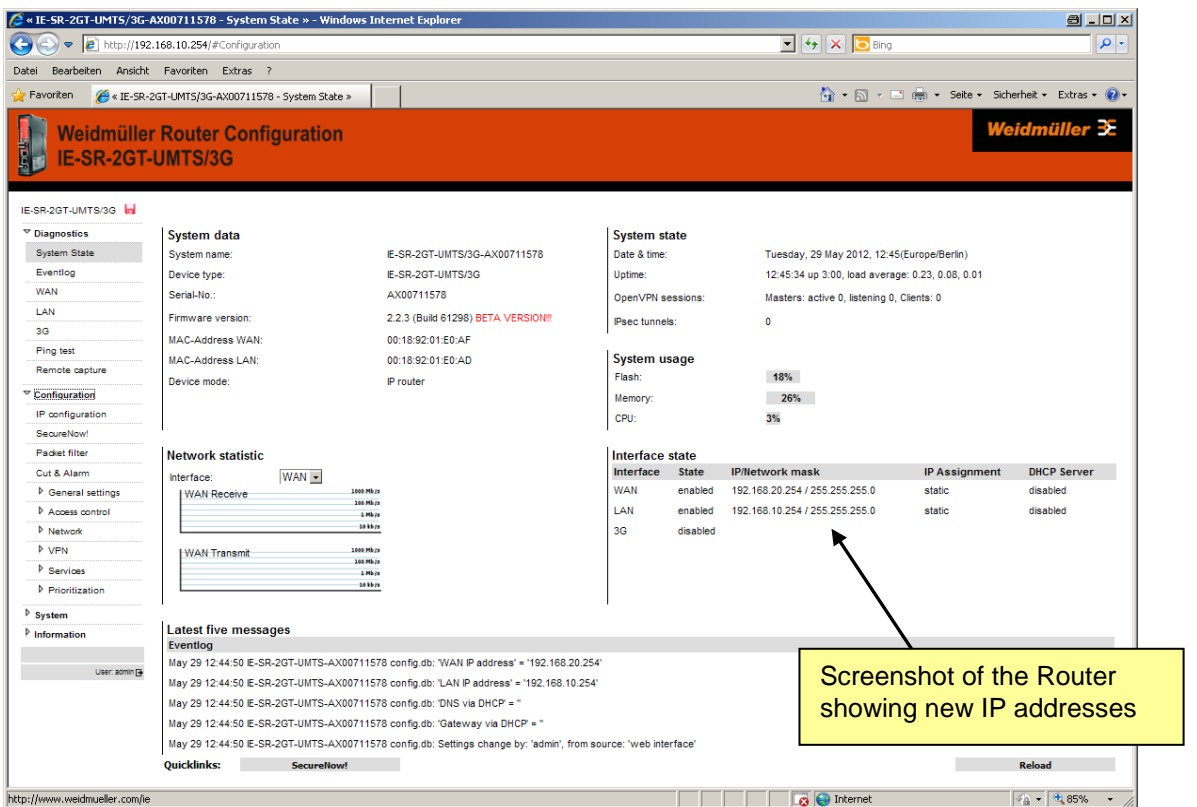 « IE-SR-2GT-UMTS/3G-AX00711578 - System State » - Windows Internet Explorer
http://192.168.10.254/#Configuration
Bing
Datei Bearbeiten Ansicht Favoriten Extras ?
Favoriten « IE-SR-2GT-UMTS/3G-AX00711578 - System State » Seite Sicherheit Extras
Weidmüller Router Configuration
IE-SR-2GT-UMTS/3G
Weidmüller
IE-SR-2GT-UMTS/3G
Diagnostics
System State
Eventlog
WAN
LAN
3G
Ping test
Remote capture
Configuration
IP configuration
SecureNow!
Packet filter
Cut & Alarm
General settings
Access control
Network
VPN
Services
Prioritization
System
Information
User: admin
System data
System name: IE-SR-2GT-UMTS/3G-AX00711578
Device type: IE-SR-2GT-UMTS/3G
Serial-No.: AX00711578
Firmware version: 2.2.3 (Build 61298) BETA VERSION!!!
MAC-Address WAN: 00:18:92:01:E0:AF
MAC-Address LAN: 00:18:92:01:E0:AD
Device mode: IP router
System state
Date & time: Tuesday, 29 May 2012, 12:45(Europe/Berlin)
Uptime: 12:45:34 up 3:00, load average: 0.23, 0.08, 0.01
OpenVPN sessions: Masters: active 0, listening 0, Clients: 0
IPsec tunnels: 0
System usage
Flash: 18%
Memory: 26%
CPU: 3%
Network statistic
Interface: WAN
WAN Receive
1000 Mb/s
100 Mb/s
1 Mb/s
10 kb/s
WAN Transmit
1000 Mb/s
100 Mb/s
1 Mb/s
10 kb/s
Interface state
Interface State IP/Network mask IP Assignment DHCP Server
WAN enabled 192.168.20.254 / 255.255.255.0 static disabled
LAN enabled 192.168.10.254 / 255.255.255.0 static disabled
3G disabled
Latest five messages
Eventlog
May 29 12:44:50 IE-SR-2GT-UMTS-AX00711578 config.db: 'WAN IP address' = '192.168.20.254'
May 29 12:44:50 IE-SR-2GT-UMTS-AX00711578 config.db: 'LAN IP address' = '192.168.10.254'
May 29 12:44:50 IE-SR-2GT-UMTS-AX00711578 config.db: 'DNS via DHCP' = ''
May 29 12:44:50 IE-SR-2GT-UMTS-AX00711578 config.db: 'Gateway via DHCP' = ''
May 29 12:44:50 IE-SR-2GT-UMTS-AX00711578 config.db: Settings change by: 'admin', from source: 'web interface'
Quicklinks: SecureNow! Reload
Screenshot of the Router
showing new IP addresses
http://www.weidmueller.com/ie Internet 85%